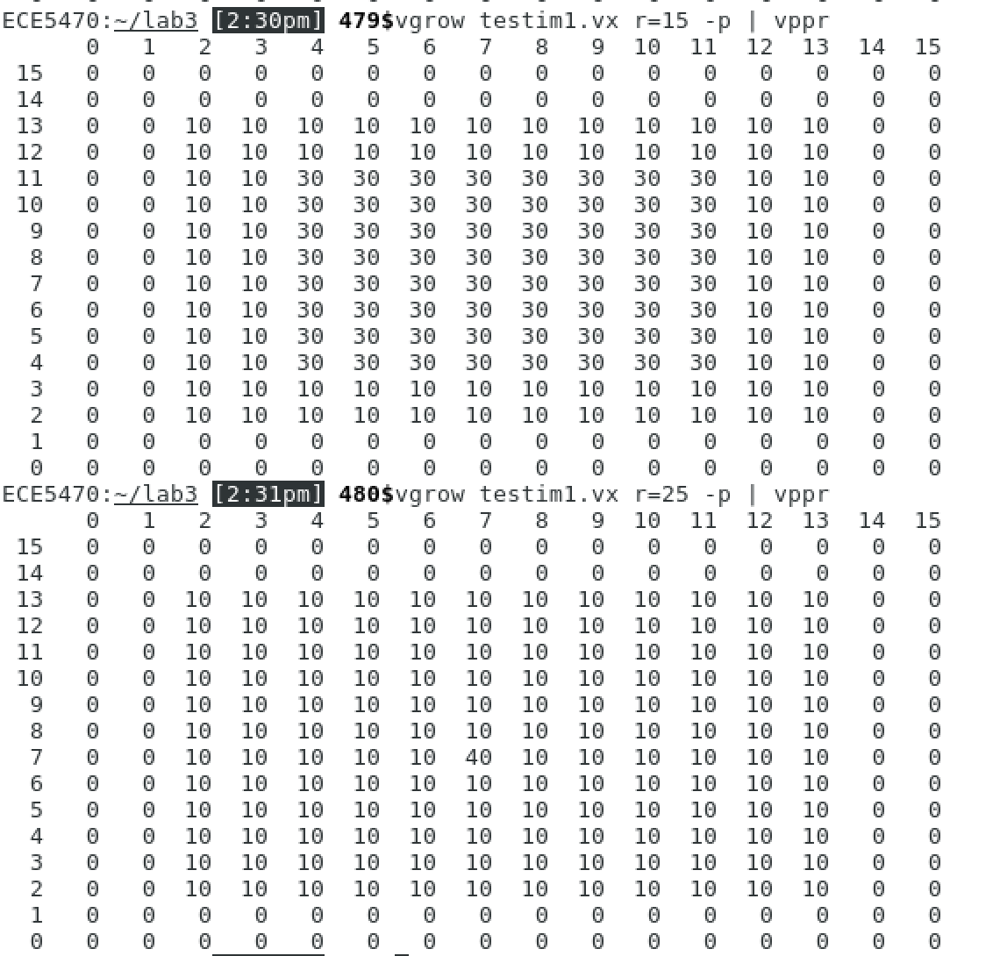 ECE5470:~/lab3 [2:30pm] 479$vgrow testim1.vx r=15 -p | vppr
0 1 2 3 4 5 6 7 8 9 10 11 12 13 14 15
15 0 0 0 0 0 0 0 0 0 0 0 0 0 0 0 0
14 0 0 0 0 0 0 0 0 0 0 0 0 0 0 0 0
13 0 0 10 10 10 10 10 10 10 10 10 10 10 10 0 0
12 0 0 10 10 10 10 10 10 10 10 10 10 10 10 0 0
11 0 0 10 10 30 30 30 30 30 30 30 30 10 10 0 0
10 0 0 10 10 30 30 30 30 30 30 30 30 10 10 0 0
9 0 0 10 10 30 30 30 30 30 30 30 30 10 10 0 0
8 0 0 10 10 30 30 30 30 30 30 30 30 10 10 0 0
7 0 0 10 10 30 30 30 30 30 30 30 30 10 10 0 0
6 0 0 10 10 30 30 30 30 30 30 30 30 10 10 0 0
5 0 0 10 10 30 30 30 30 30 30 30 30 10 10 0 0
4 0 0 10 10 30 30 30 30 30 30 30 30 10 10 0 0
3 0 0 10 10 10 10 10 10 10 10 10 10 10 10 0 0
2 0 0 10 10 10 10 10 10 10 10 10 10 10 10 0 0
1 0 0 0 0 0 0 0 0 0 0 0 0 0 0 0 0
0 0 0 0 0 0 0 0 0 0 0 0 0 0 0 0 0
ECE5470:~/lab3 [2:31pm] 480$vgrow testim1.vx r=25 -p | vppr
0 1 2 3 4 5 6 7 8 9 10 11 12 13 14 15
15 0 0 0 0 0 0 0 0 0 0 0 0 0 0 0 0
14 0 0 0 0 0 0 0 0 0 0 0 0 0 0 0 0
13 0 0 10 10 10 10 10 10 10 10 10 10 10 10 0 0
12 0 0 10 10 10 10 10 10 10 10 10 10 10 10 0 0
11 0 0 10 10 10 10 10 10 10 10 10 10 10 10 0 0
10 0 0 10 10 10 10 10 10 10 10 10 10 10 10 0 0
9 0 0 10 10 10 10 10 10 10 10 10 10 10 10 0 0
8 0 0 10 10 10 10 10 10 10 10 10 10 10 10 0 0
7 0 0 10 10 10 10 10 40 10 10 10 10 10 10 0 0
6 0 0 10 10 10 10 10 10 10 10 10 10 10 10 0 0
5 0 0 10 10 10 10 10 10 10 10 10 10 10 10 0 0
4 0 0 10 10 10 10 10 10 10 10 10 10 10 10 0 0
3 0 0 10 10 10 10 10 10 10 10 10 10 10 10 0 0
2 0 0 10 10 10 10 10 10 10 10 10 10 10 10 0 0
1 0 0 0 0 0 0 0 0 0 0 0 0 0 0 0 0
0 0 0 0 0 0 0 0 0 0 0 0 0 0 0 0 0